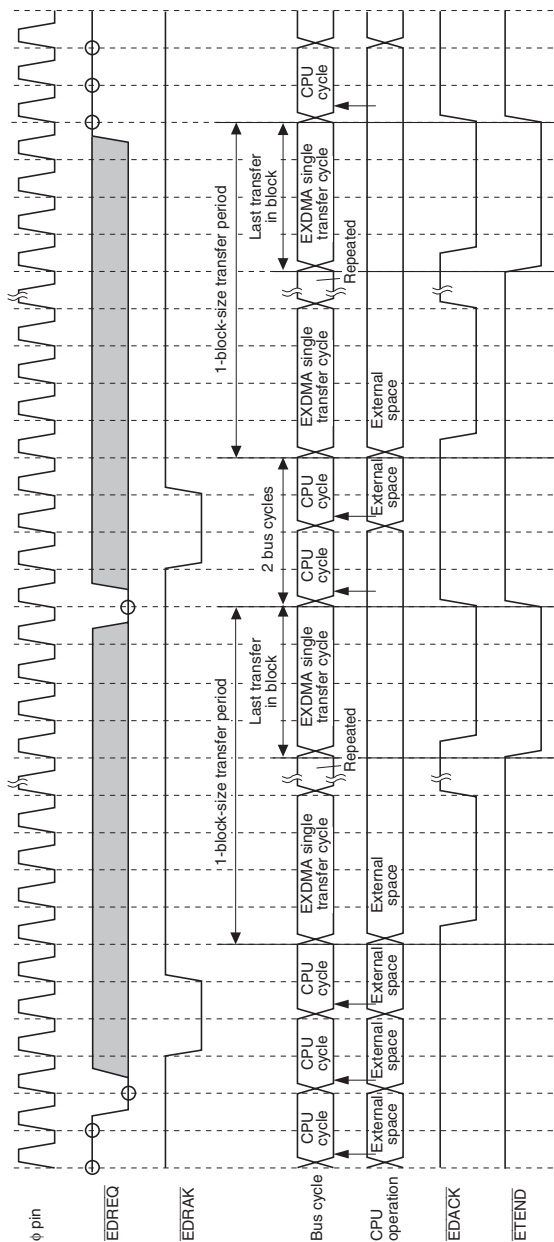 φ pin
EDREQ
EDRAK
1-block-size transfer period
2 bus cycles
1-block-size transfer period
Last transfer
in block
Last transfer
in block
Bus cycle
CPU
cycle
CPU
cycle
CPU
cycle
EXDMA single
transfer cycle
Repeated
EXDMA single
transfer cycle
CPU
cycle
CPU
cycle
EXDMA single
transfer cycle
Repeated
EXDMA single
transfer cycle
CPU
cycle
CPU
operation
External
space
External
space
External
space
External
space
External
space
External
space
EDACK
ETEND